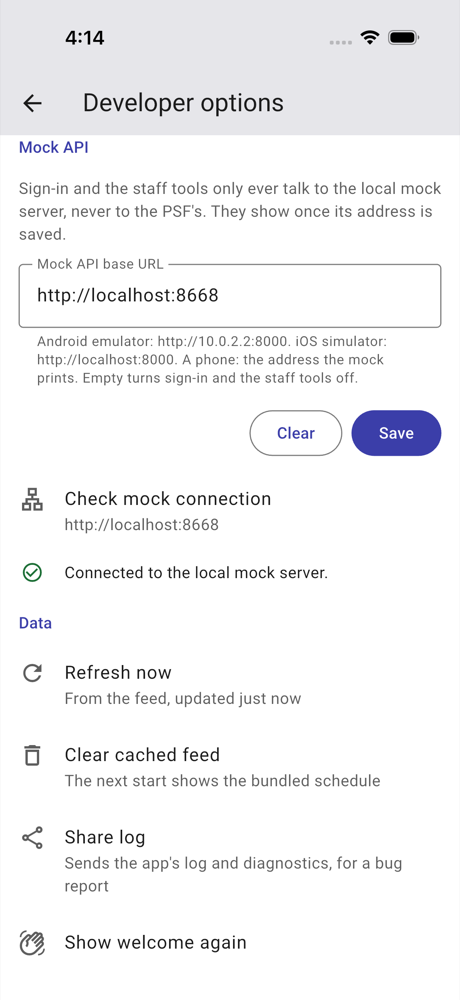 4:14
Developer options
Mock API
Sign-in and the staff tools only ever talk to the local mock
server, never to the PSF's. They show once its address is
saved.
Mock API base URL
http://localhost:8668
Android emulator: http://10.0.2.2:8000. iOS simulator:
http://localhost:8000. A phone: the address the mock
prints. Empty turns sign-in and the staff tools off.
Clear
Save
Check mock connection
http://localhost:8668
Connected to the local mock server.
Data
Refresh now
From the feed, updated just now
Clear cached feed
The next start shows the bundled schedule
Share log
Sends the app's log and diagnostics, for a bug
report
Show welcome again